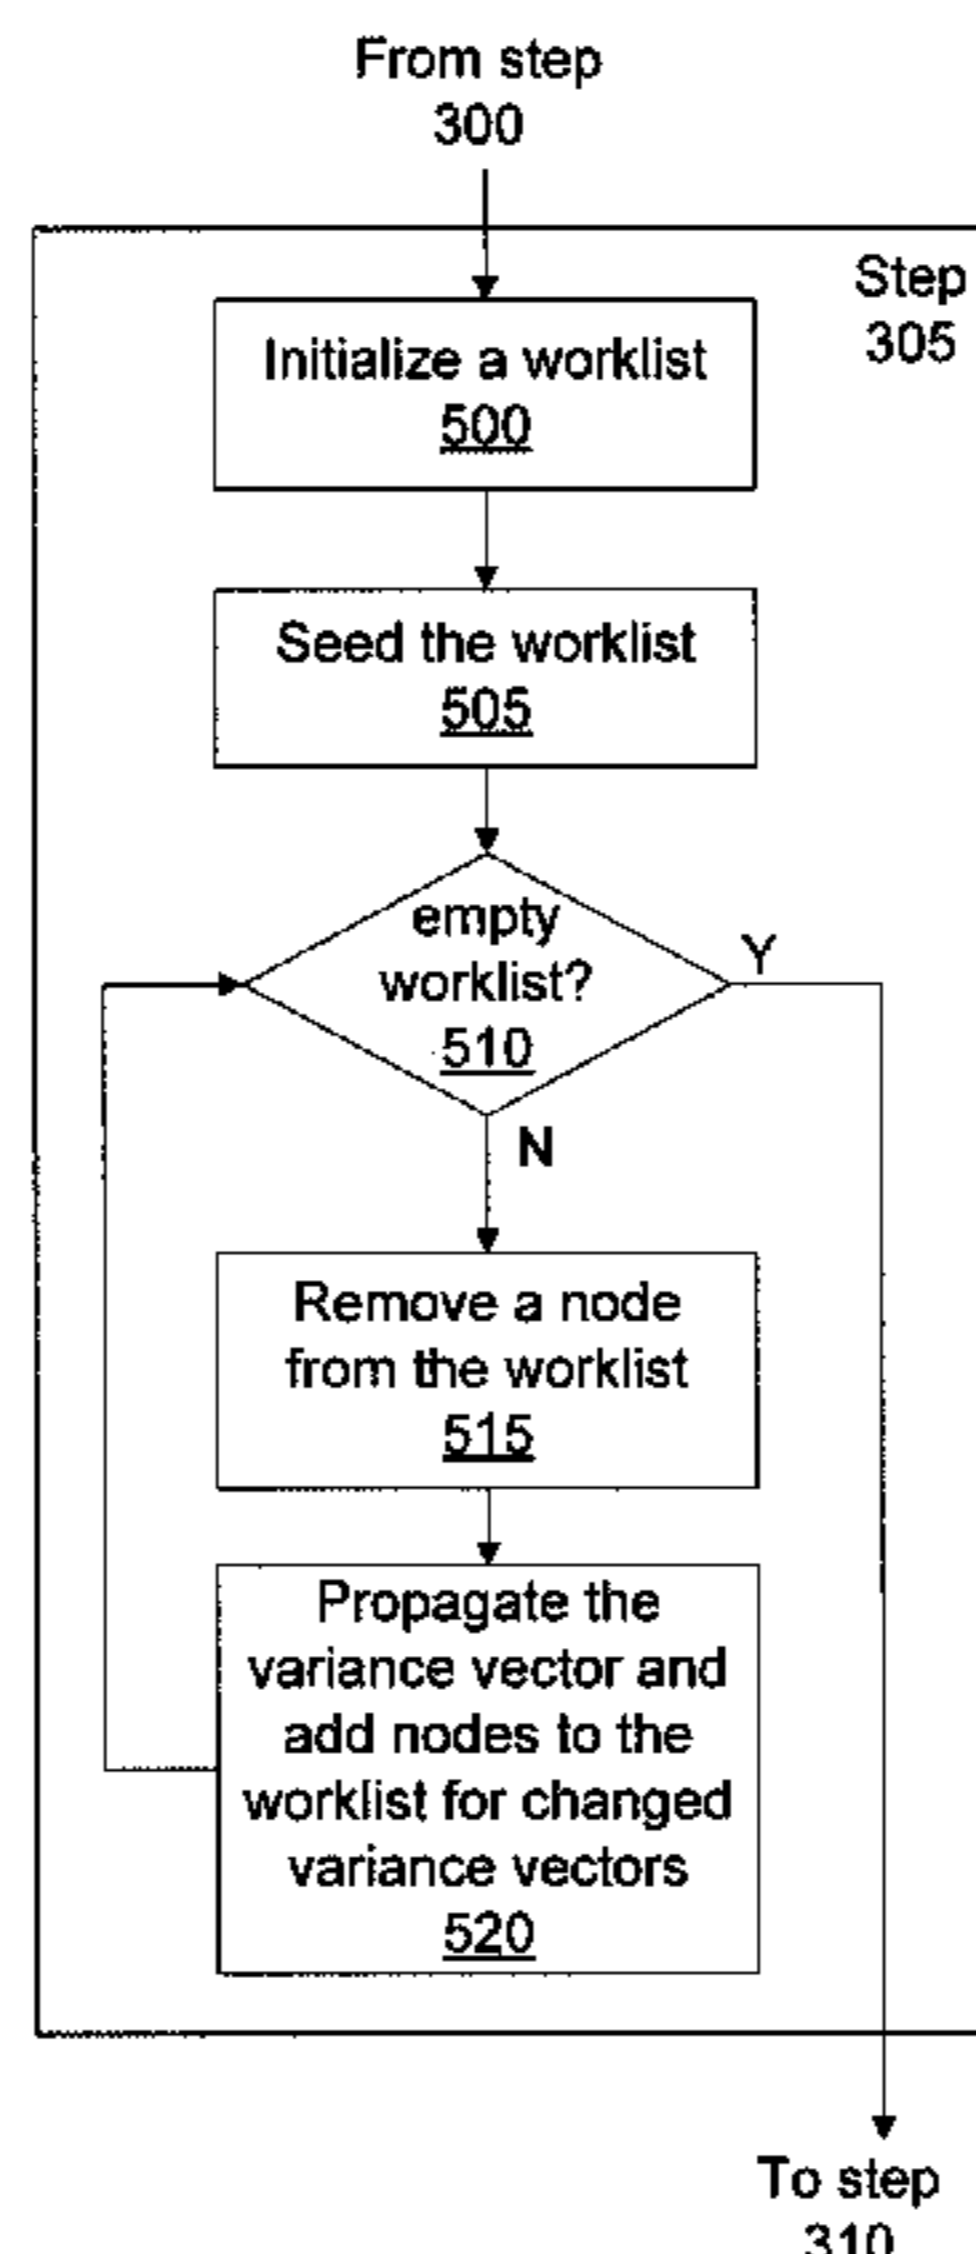 From step
300
Step
305
Initialize a worklist
500
Seed the worklist
505
empty
worklist?
510
Y
N
Remove a node
from the worklist
515
Propagate the
variance vector and
add nodes to the
worklist for changed
variance vectors
520
To step
310